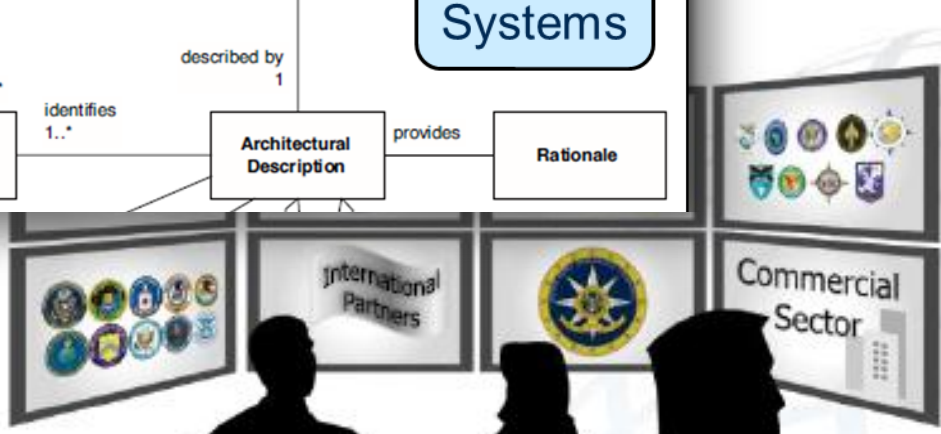 Systems
described by
1
identifies
1..*
Architectural
Description
provides
Rationale
International
Partners
Commercial
Sector